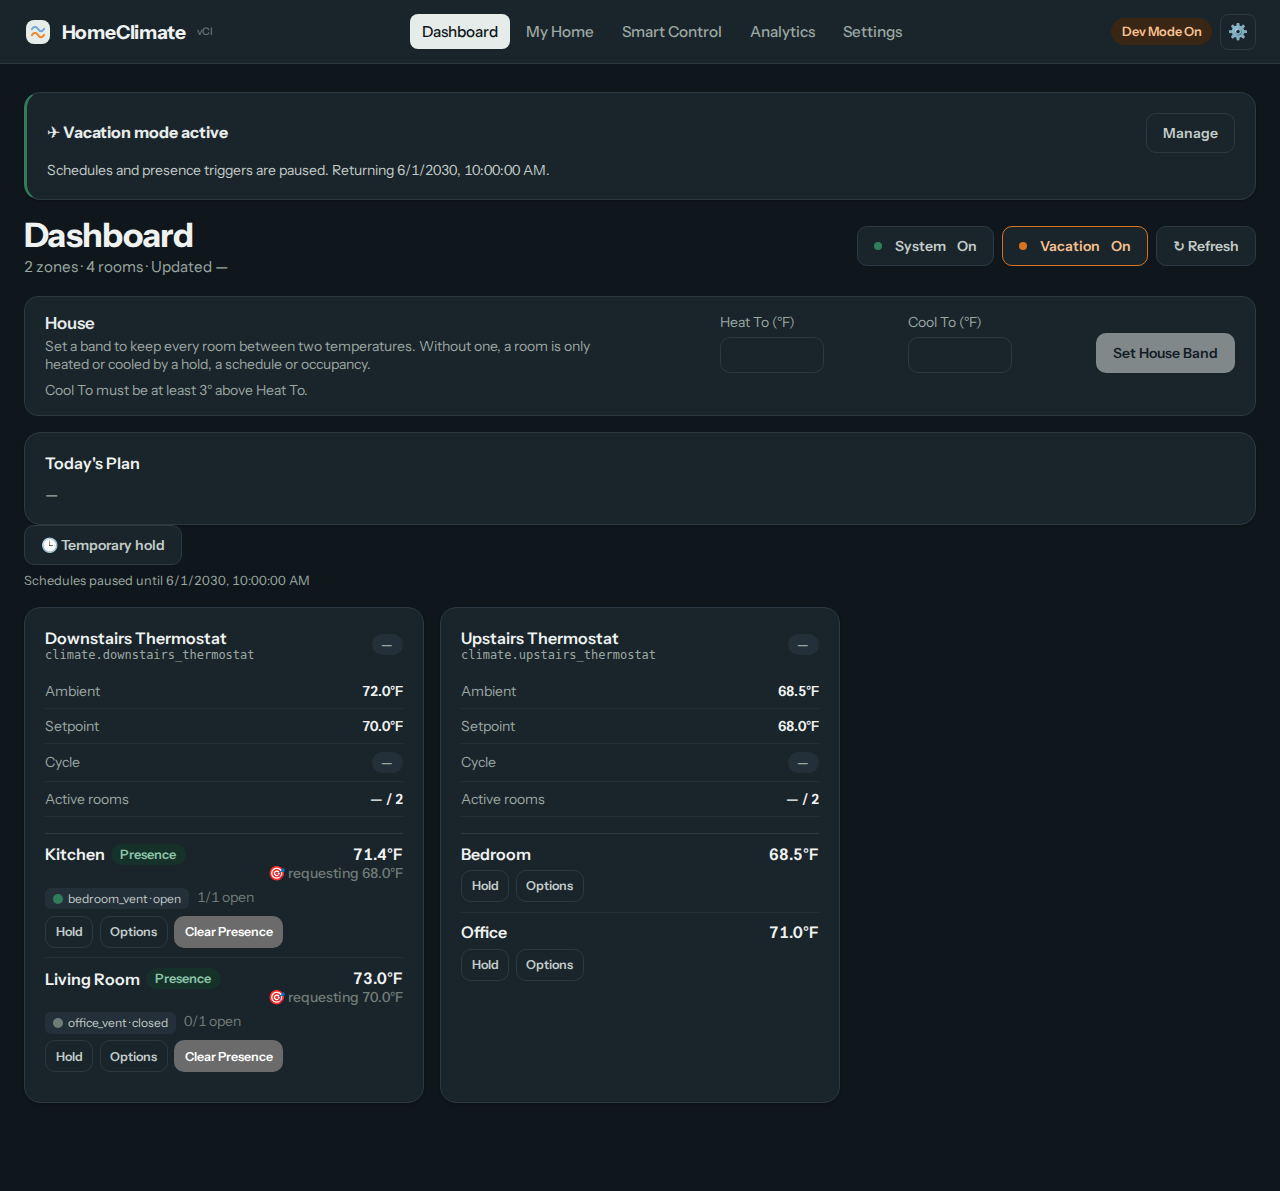 HomeClimate vCI
Dashboard My Home Smart Control Analytics Settings
Dev Mode On
✈ Vacation mode active
Manage
Schedules and presence triggers are paused. Returning 6/1/2030, 10:00:00 AM.
Dashboard
2 zones · 4 rooms · Updated —
System On
Vacation On
↻ Refresh
House
Set a band to keep every room between two temperatures. Without one, a room is only
heated or cooled by a hold, a schedule or occupancy.
Cool To must be at least 3° above Heat To.
Heat To (°F)
Cool To (°F)
Set House Band
Today's Plan
—
🕒 Temporary hold
Schedules paused until 6/1/2030, 10:00:00 AM
Downstairs Thermostat —
climate.downstairs_thermostat
Ambient 72.0°F
Setpoint 70.0°F
Cycle —
Active rooms — / 2
Kitchen Presence 71.4°F
🎯 requesting 68.0°F
bedroom_vent · open 1/1 open
Hold Options Clear Presence
Living Room Presence 73.0°F
🎯 requesting 70.0°F
office_vent · closed 0/1 open
Hold Options Clear Presence
Upstairs Thermostat —
climate.upstairs_thermostat
Ambient 68.5°F
Setpoint 68.0°F
Cycle —
Active rooms — / 2
Bedroom 68.5°F
Hold Options
Office 71.0°F
Hold Options